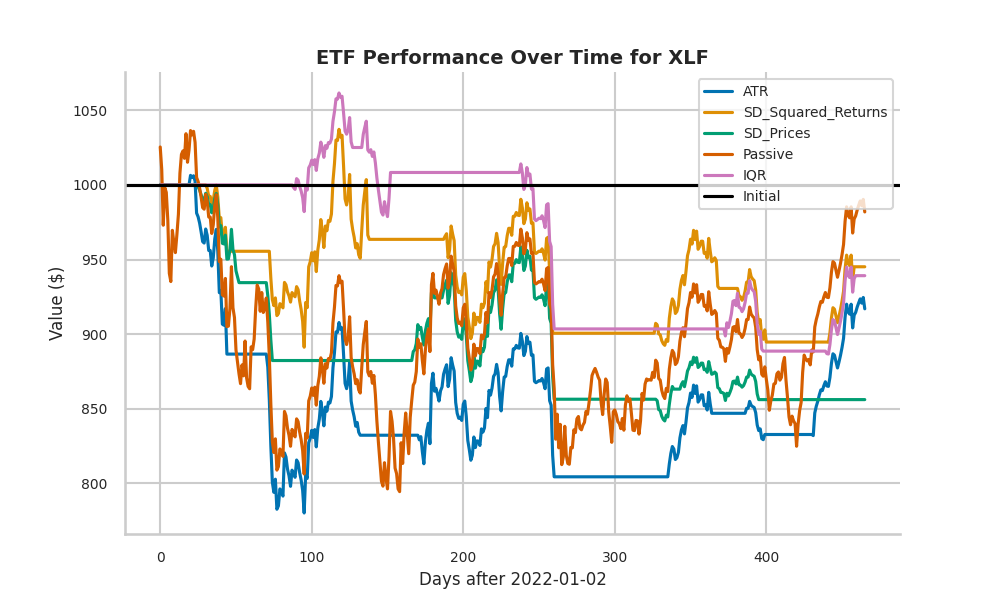 ETF Performance Over Time for XLF
Value ($)
1050
1000
950
900
850
800
ATR
SD_Squared_Returns
SD_Prices
Passive
IQR
Initial
0
100
200
300
400
Days after 2022-01-02